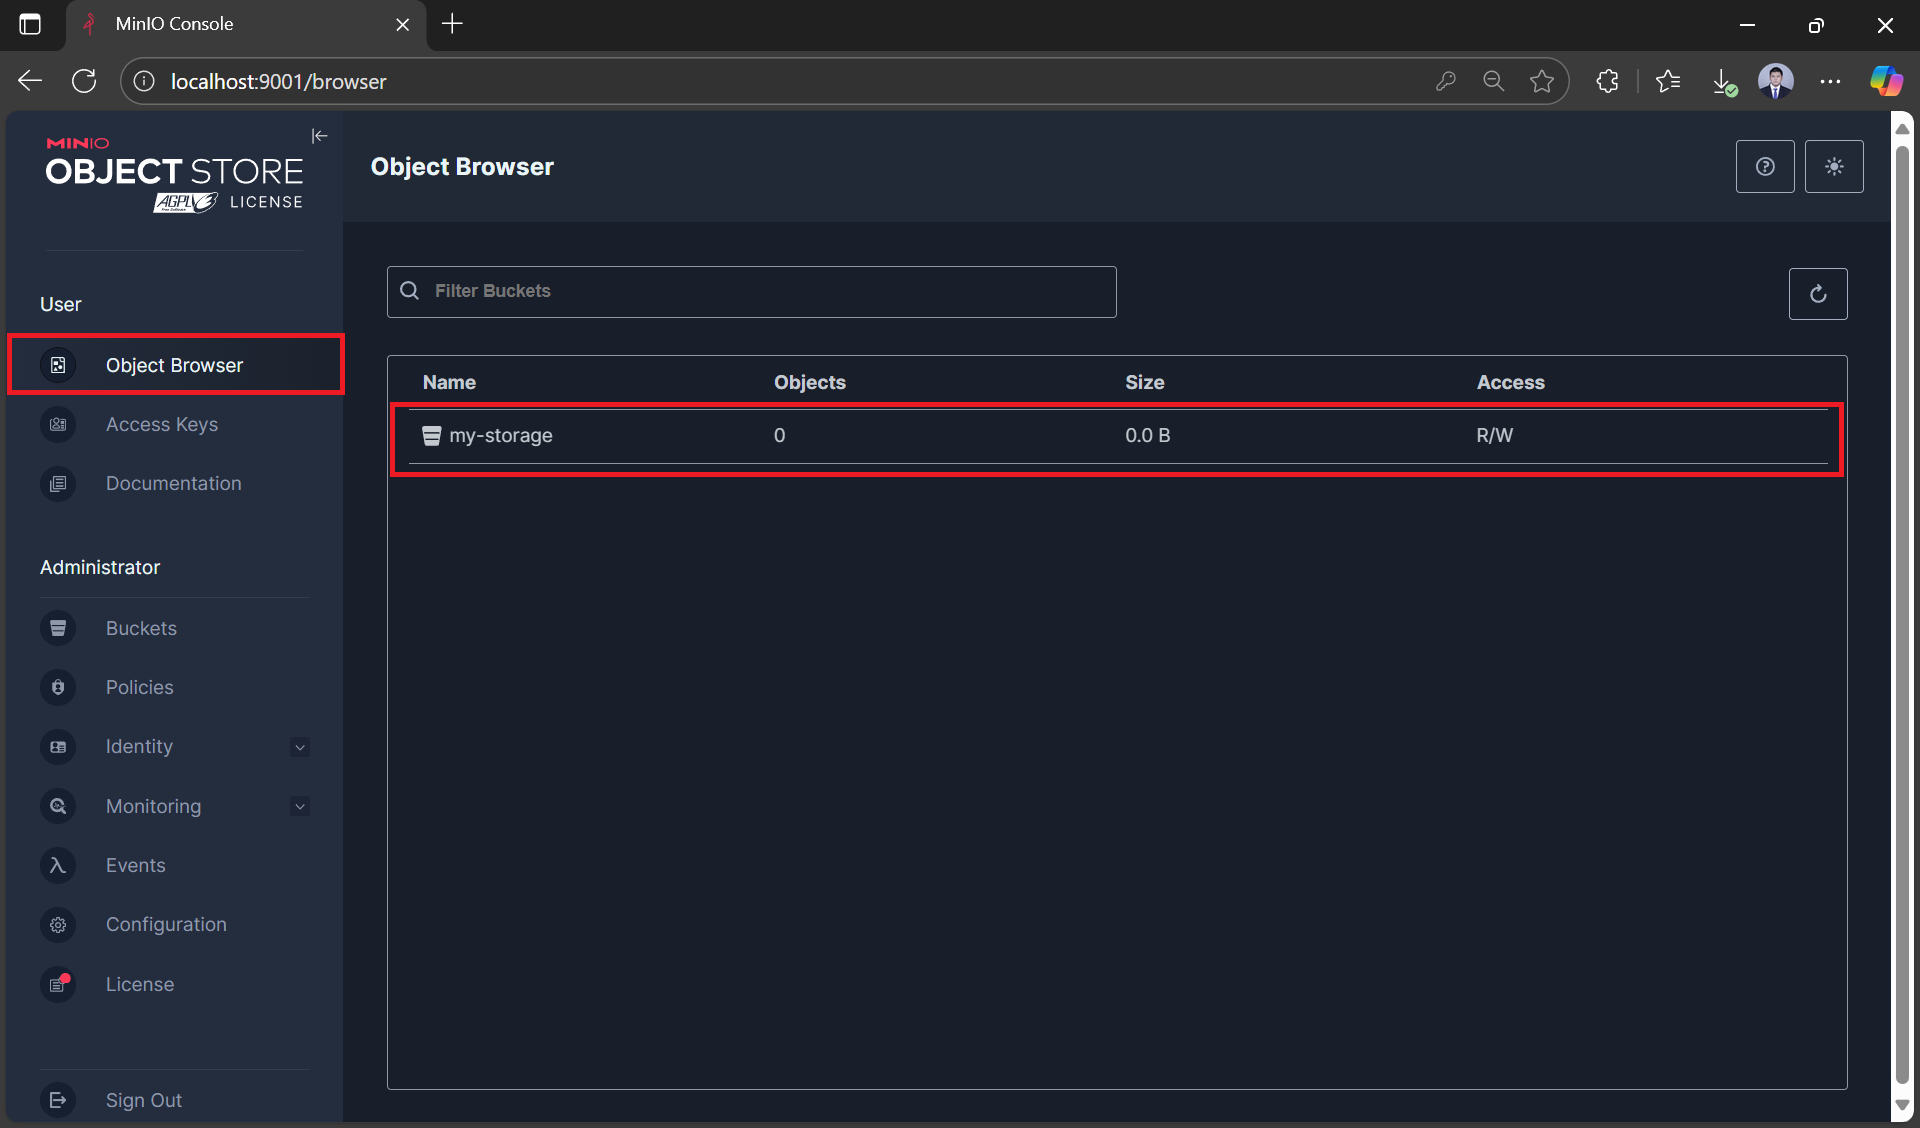 MinIO Console
localhost:9001/browser
MINIO
OBJECT STORE
AGPLv3 LICENSE
Free Software
Object Browser
User
Object Browser
Access Keys
Documentation
Administrator
Buckets
Policies
Identity
Monitoring
Events
Configuration
License
Sign Out
Filter Buckets
Name Objects Size Access
my-storage 0 0.0 B R/W